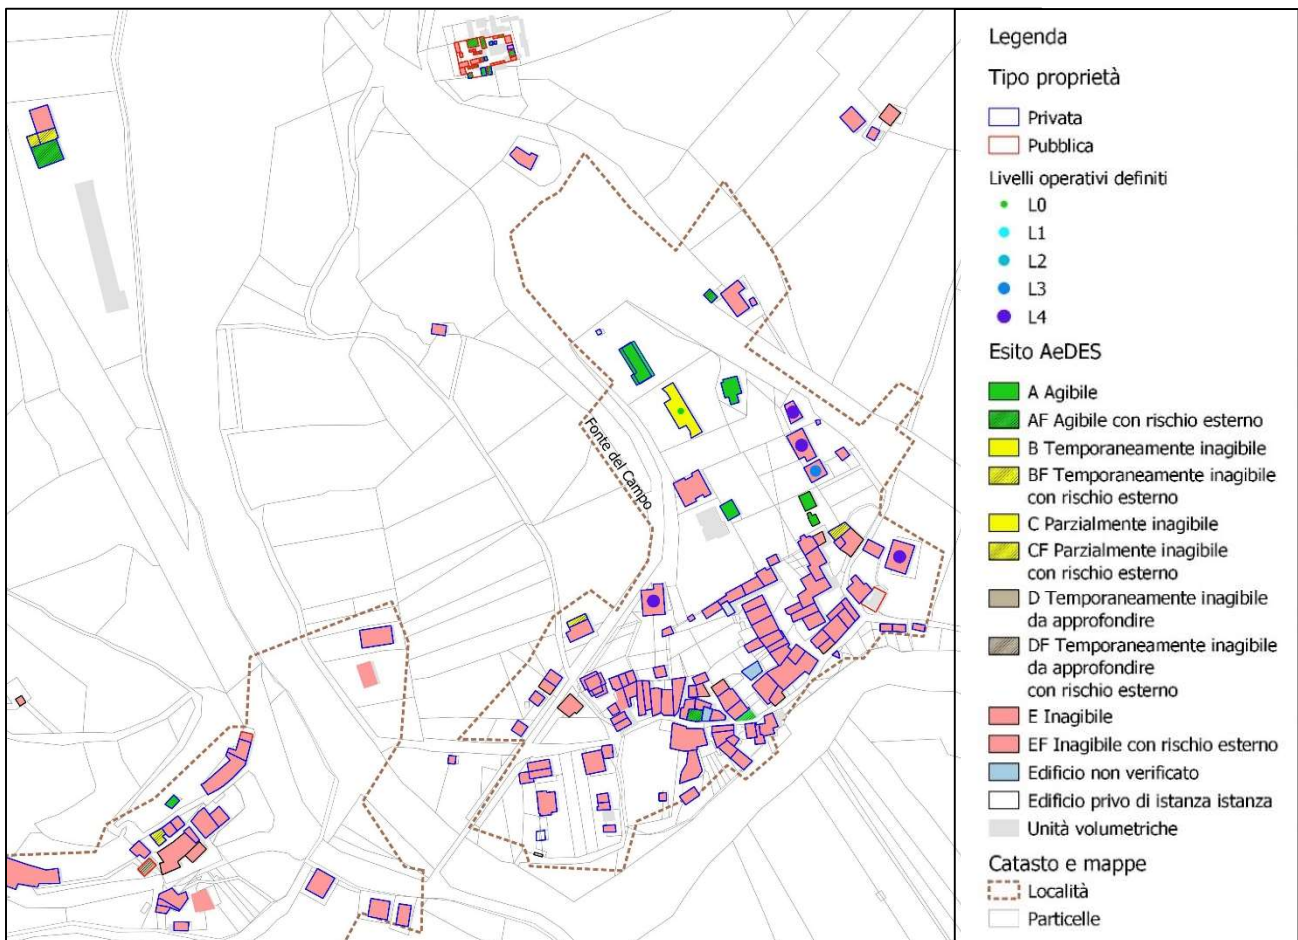 Fonte del Campo
Legenda
Tipo proprietà
Privata
Pubblica
Livelli operativi definiti
L0
L1
L2
L3
L4
Esito AeDES
A Agibile
AF Agibile con rischio esterno
B Temporaneamente inagibile
BF Temporaneamente inagibile
con rischio esterno
C Parzialmente inagibile
CF Parzialmente inagibile
con rischio esterno
D Temporaneamente inagibile
da approfondire
DF Temporaneamente inagibile
da approfondire
con rischio esterno
E Inagibile
EF Inagibile con rischio esterno
Edificio non verificato
Edificio privo di istanza istanza
Unità volumetriche
Catasto e mappe
Località
Particelle